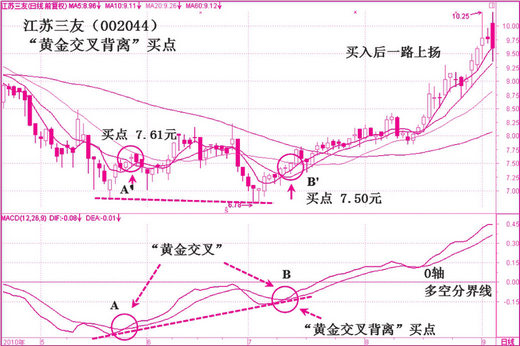 江苏三友(日线 前复权) MA5:8.96 MA10:9.11 MA20:9.26 MA60:9.12
江苏三友（002044）
“黄金交叉背离”买点
10.25
买入后一路上扬
买点 7.61元
A'
B'
买点 7.50元
6.78
10.00
9.50
9.00
8.50
8.00
7.50
7.00
MACD(12,26,9) DIF:-0.08 DEA:-0.01
0.45
0.30
0.15
0.00
-0.15
-0.30
“黄金交叉”
A
B
0轴
多空分界线
“黄金交叉背离”买点
2010年 5 6 7 8 9 日线